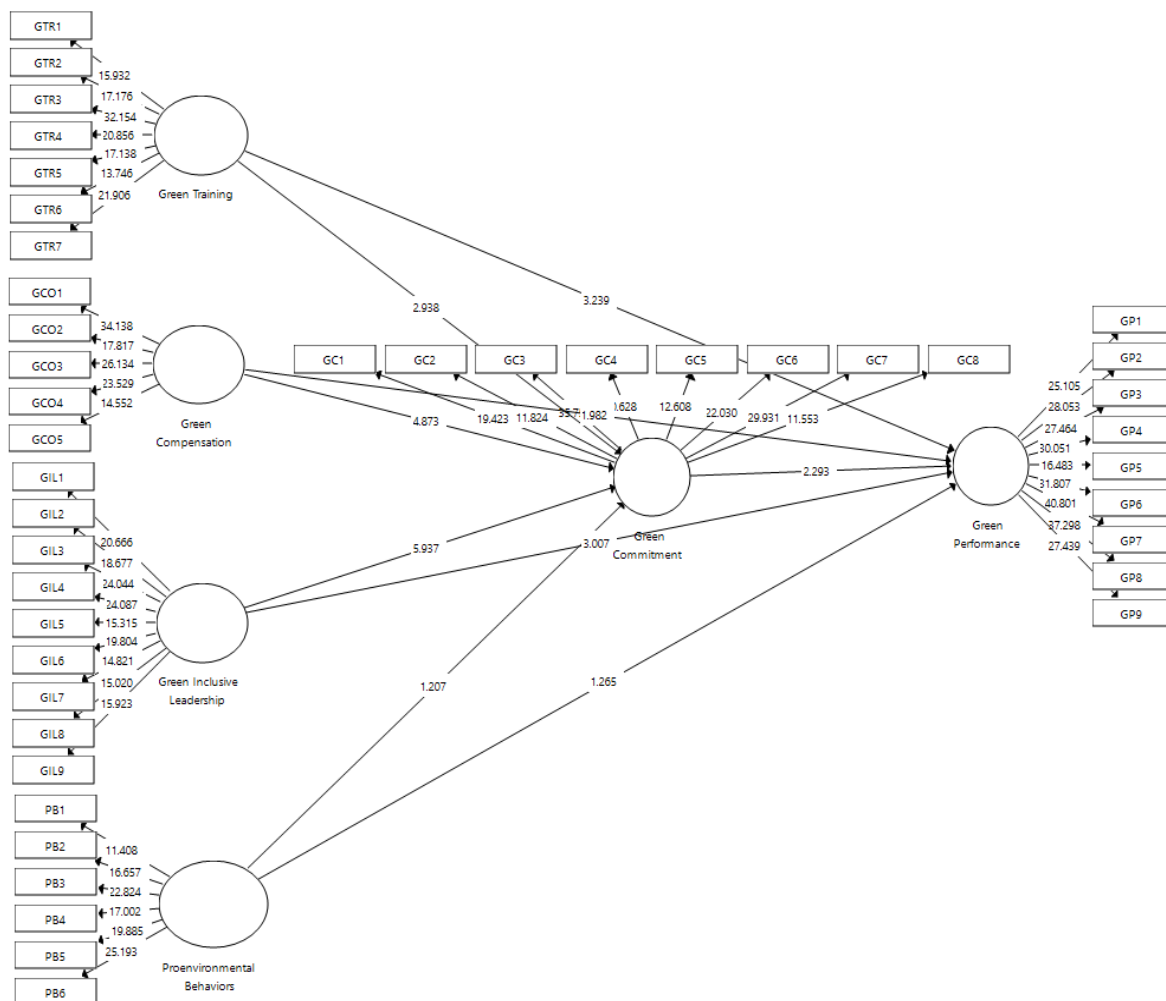 GTR1
GTR2
GTR3
GTR4
GTR5
GTR6
GTR7
15.932
17.176
32.154
20.856
17.138
13.746
21.906
Green Training
GCO1
GCO2
GCO3
GCO4
GCO5
34.138
17.817
26.134
23.529
14.552
Green
Compensation
GIL1
GIL2
GIL3
GIL4
GIL5
GIL6
GIL7
GIL8
GIL9
20.666
18.677
24.044
24.087
15.315
19.804
14.821
15.020
15.923
Green Inclusive
Leadership
PB1
PB2
PB3
PB4
PB5
PB6
11.408
16.657
22.824
17.002
19.885
25.193
Proenvironmental
Behaviors
2.938
3.239
4.873
5.937
3.007
1.207
1.265
2.293
GC1
GC2
GC3
GC4
GC5
GC6
GC7
GC8
19.423
11.824
1.982
12.608
22.030
29.931
11.553
Green
Commitment
GP1
GP2
GP3
GP4
GP5
GP6
GP7
GP8
GP9
25.105
28.053
27.464
30.051
16.483
31.807
40.801
37.298
27.439
Green
Performance